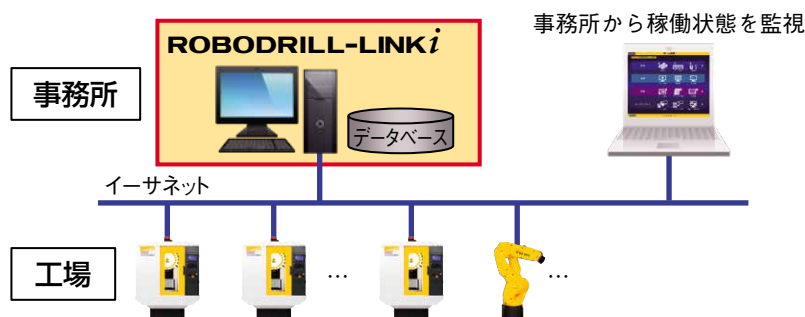 事務所から稼働状態を監視
ROBODRILL-LINKi
事務所
データベース
イーサネット
工場
…
…